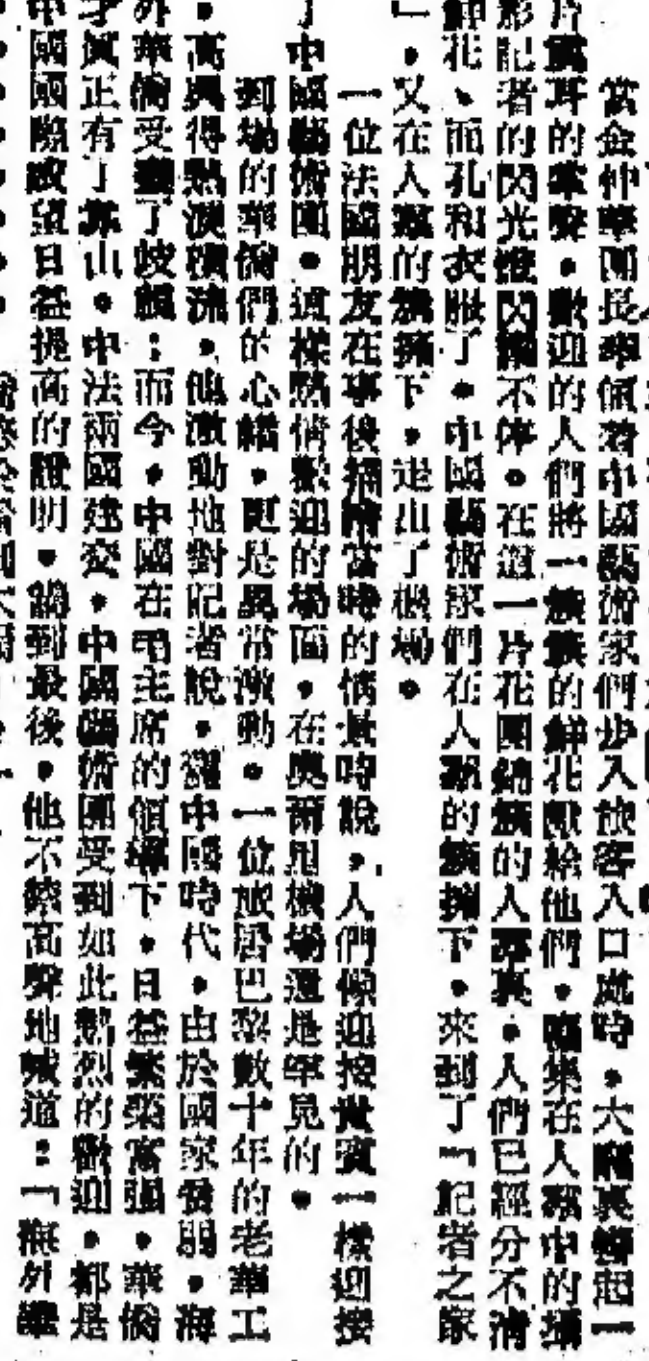 當金仲華團長率領着中國藝術家們步入旅客入口處時，大廳裏響起一
片震耳的掌聲。歡迎的人們將一簇簇的鮮花獻給他們。麕集在人羣中的攝
影記者的閃光燈閃爍不停。在這一片花團錦簇的人羣裏，人們已經分不清
鮮花、面孔和衣服了。中國藝術家們在人羣的簇擁下，來到了「記者之家
」，又在人羣的簇擁下，走出了機場。
一位法國朋友在事後描繪當時的情景時說，人們像迎接貴賓一樣迎接
了中國藝術團。這樣熱情歡迎的場面，在奧爾里機場還是罕見的。
到場的華僑們的心緒，更是異常激動。一位旅居巴黎數十年的老華工
，高興得熱淚橫流，他激動地對記者說，舊中國時代，由於國家貧弱，海
外華僑受盡了歧視；而今，中國在毛主席的領導下，日益繁榮富強，華僑
才眞正有了靠山。中法兩國建交，中國藝術團受到如此熱烈的歡迎，都是
中國國際威望日益提高的證明。講到最後，他不禁高聲地喊道：「海外華